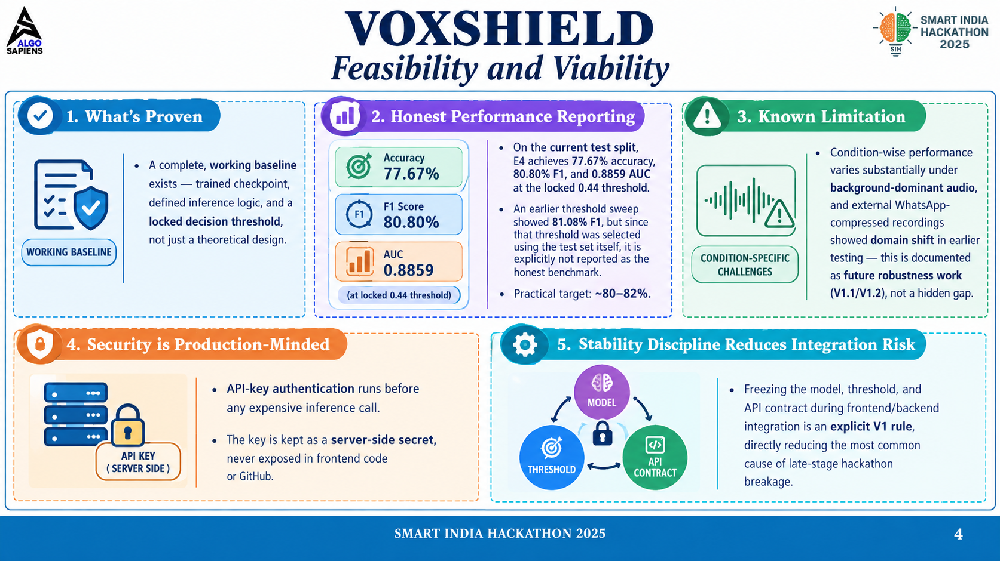 ALGO
SAPIENS
VOXSHIELD
Feasibility and Viability
SIH
SMART INDIA
HACKATHON
2025
1. What's Proven
WORKING BASELINE
• A complete, working baseline
exists — trained checkpoint,
defined inference logic, and a
locked decision threshold,
not just a theoretical design.
2. Honest Performance Reporting
Accuracy
77.67%
F1
F1 Score
80.80%
AUC
0.8859
(at locked 0.44 threshold)
• On the current test split,
E4 achieves 77.67% accuracy,
80.80% F1, and 0.8859 AUC
at the locked 0.44 threshold.
• An earlier threshold sweep
showed 81.08% F1, but since
that threshold was selected
using the test set itself, it is
explicitly not reported as the
honest benchmark.
• Practical target: ~80–82%.
3. Known Limitation
CONDITION-SPECIFIC
CHALLENGES
• Condition-wise performance
varies substantially under
background-dominant audio,
and external WhatsApp-
compressed recordings
showed domain shift in earlier
testing — this is documented
as future robustness work
(V1.1/V1.2), not a hidden gap.
4. Security is Production-Minded
API KEY
( SERVER SIDE )
• API-key authentication runs before
any expensive inference call.
• The key is kept as a server-side secret,
never exposed in frontend code
or GitHub.
5. Stability Discipline Reduces Integration Risk
MODEL
THRESHOLD
</>
API
CONTRACT
• Freezing the model, threshold, and
API contract during frontend/backend
integration is an explicit V1 rule,
directly reducing the most common
cause of late-stage hackathon
breakage.
SMART INDIA HACKATHON 2025
4